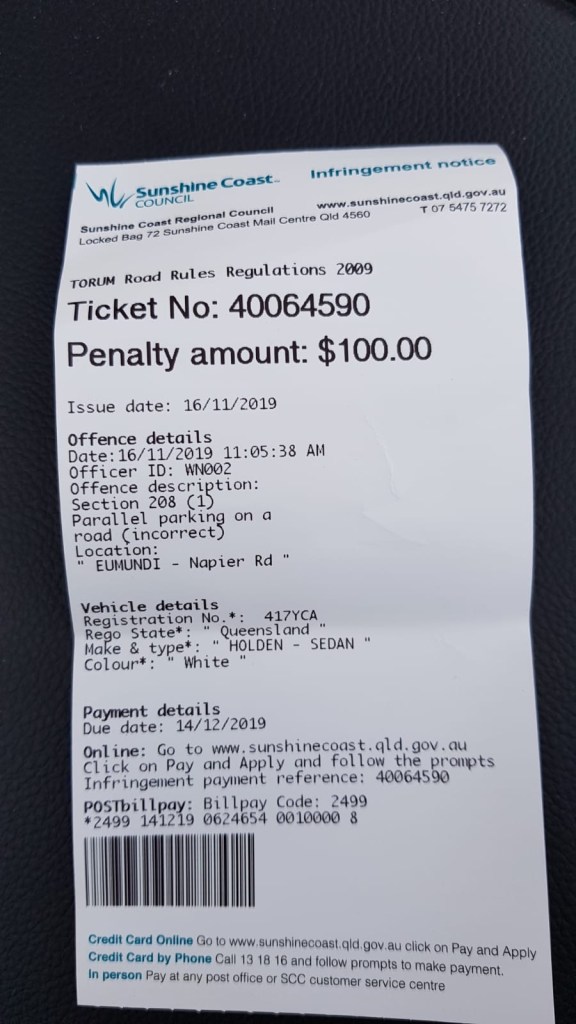 Sunshine Coast™
COUNCIL
Infringement notice
Sunshine Coast Regional Council
www.sunshinecoast.qld.gov.au
Locked Bag 72 Sunshine Coast Mail Centre Qld 4560
T 07 5475 7272
TORUM Road Rules Regulations 2009
Ticket No: 40064590
Penalty amount: $100.00
Issue date: 16/11/2019
Offence details
Date:16/11/2019 11:05:38 AM
Officer ID: WN002
Offence description:
Section 208 (1)
Parallel parking on a
road (incorrect)
Location:
" EUMUNDI - Napier Rd "
Vehicle details
Registration No.*: 417YCA
Rego State*: " Queensland "
Make & type*: " HOLDEN - SEDAN "
Colour*: " White "
Payment details
Due date: 14/12/2019
Online: Go to www.sunshinecoast.qld.gov.au
Click on Pay and Apply and follow the prompts
Infringement payment reference: 40064590
POSTbillpay: Billpay Code: 2499
*2499 141219 0624654 0010000 8
Credit Card Online Go to www.sunshinecoast.qld.gov.au click on Pay and Apply
Credit Card by Phone Call 13 18 16 and follow prompts to make payment.
In person Pay at any post office or SCC customer service centre